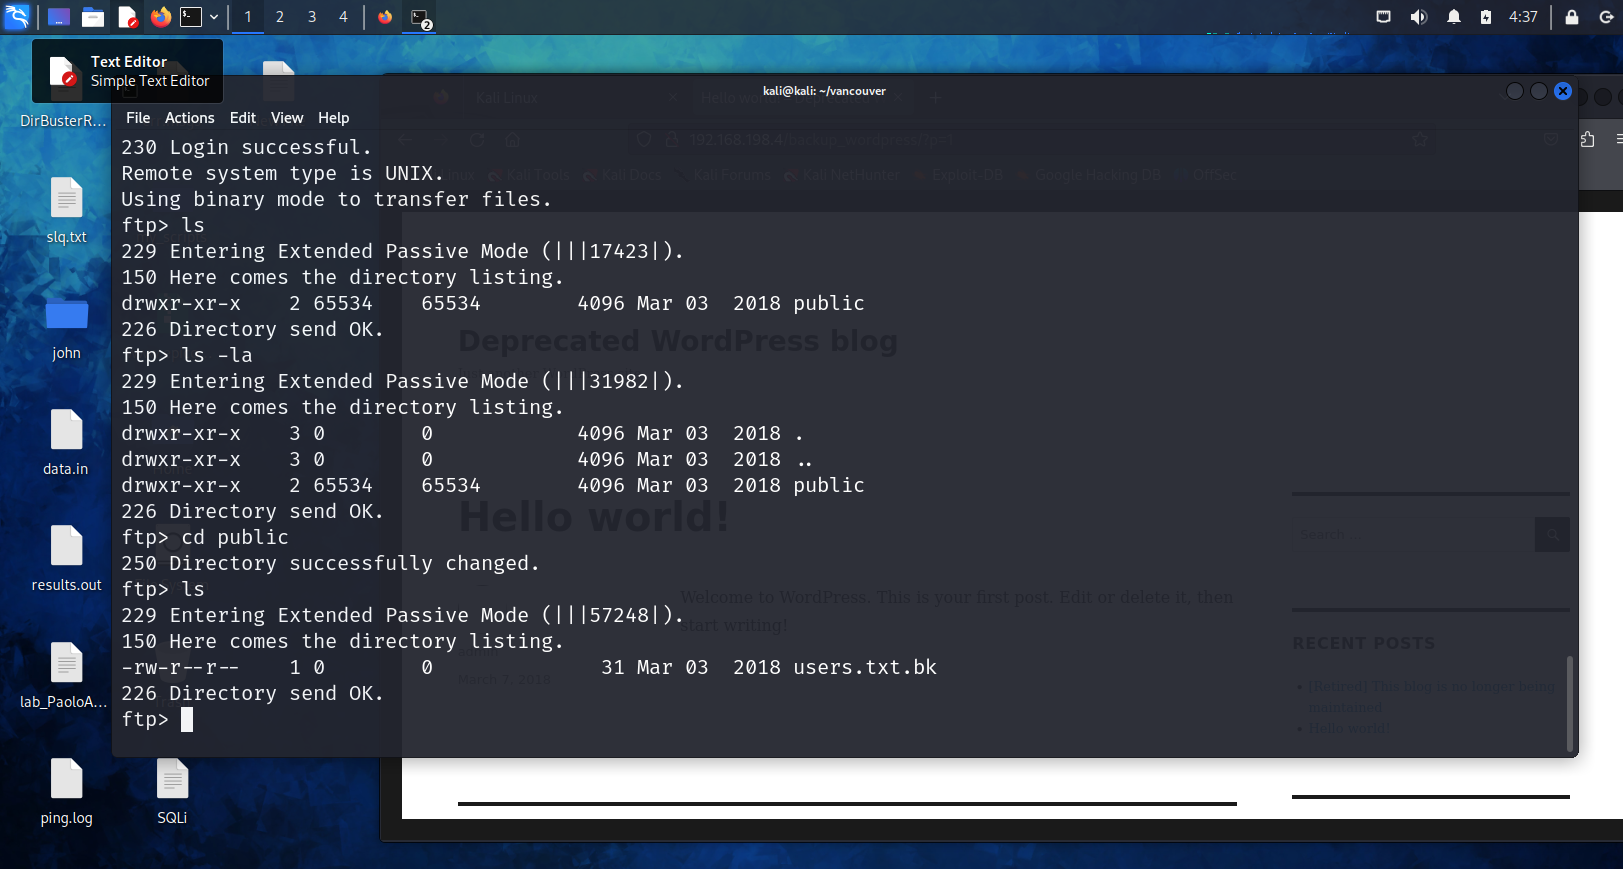 1 2 3 4
2
4:37
Text Editor
Simple Text Editor
DirBusterR...
slq.txt
john
data.in
results.out
lab_PaoloA...
ping.log
SQLi
kali@kali: ~/vancouver
File Actions Edit View Help
230 Login successful.
Remote system type is UNIX.
Using binary mode to transfer files.
ftp> ls
229 Entering Extended Passive Mode (|||17423|).
150 Here comes the directory listing.
drwxr-xr-x    2 65534    65534        4096 Mar 03  2018 public
226 Directory send OK.
ftp> ls -la
229 Entering Extended Passive Mode (|||31982|).
150 Here comes the directory listing.
drwxr-xr-x    3 0        0            4096 Mar 03  2018 .
drwxr-xr-x    3 0        0            4096 Mar 03  2018 ..
drwxr-xr-x    2 65534    65534        4096 Mar 03  2018 public
226 Directory send OK.
ftp> cd public
250 Directory successfully changed.
ftp> ls
229 Entering Extended Passive Mode (|||57248|).
150 Here comes the directory listing.
-rw-r--r--    1 0        0              31 Mar 03  2018 users.txt.bk
226 Directory send OK.
ftp>
Kali Linux
Hello world!
Kali Tools
Kali Docs
Kali Forums
Kali NetHunter
Exploit-DB
Google Hacking DB
OffSec
Deprecated WordPress blog
Hello world!
Search
Welcome to WordPress. This is your first post. Edit or delete it, then
start writing!
March 7, 2018
RECENT POSTS
[Retired] This blog is no longer being
maintained
Hello world!